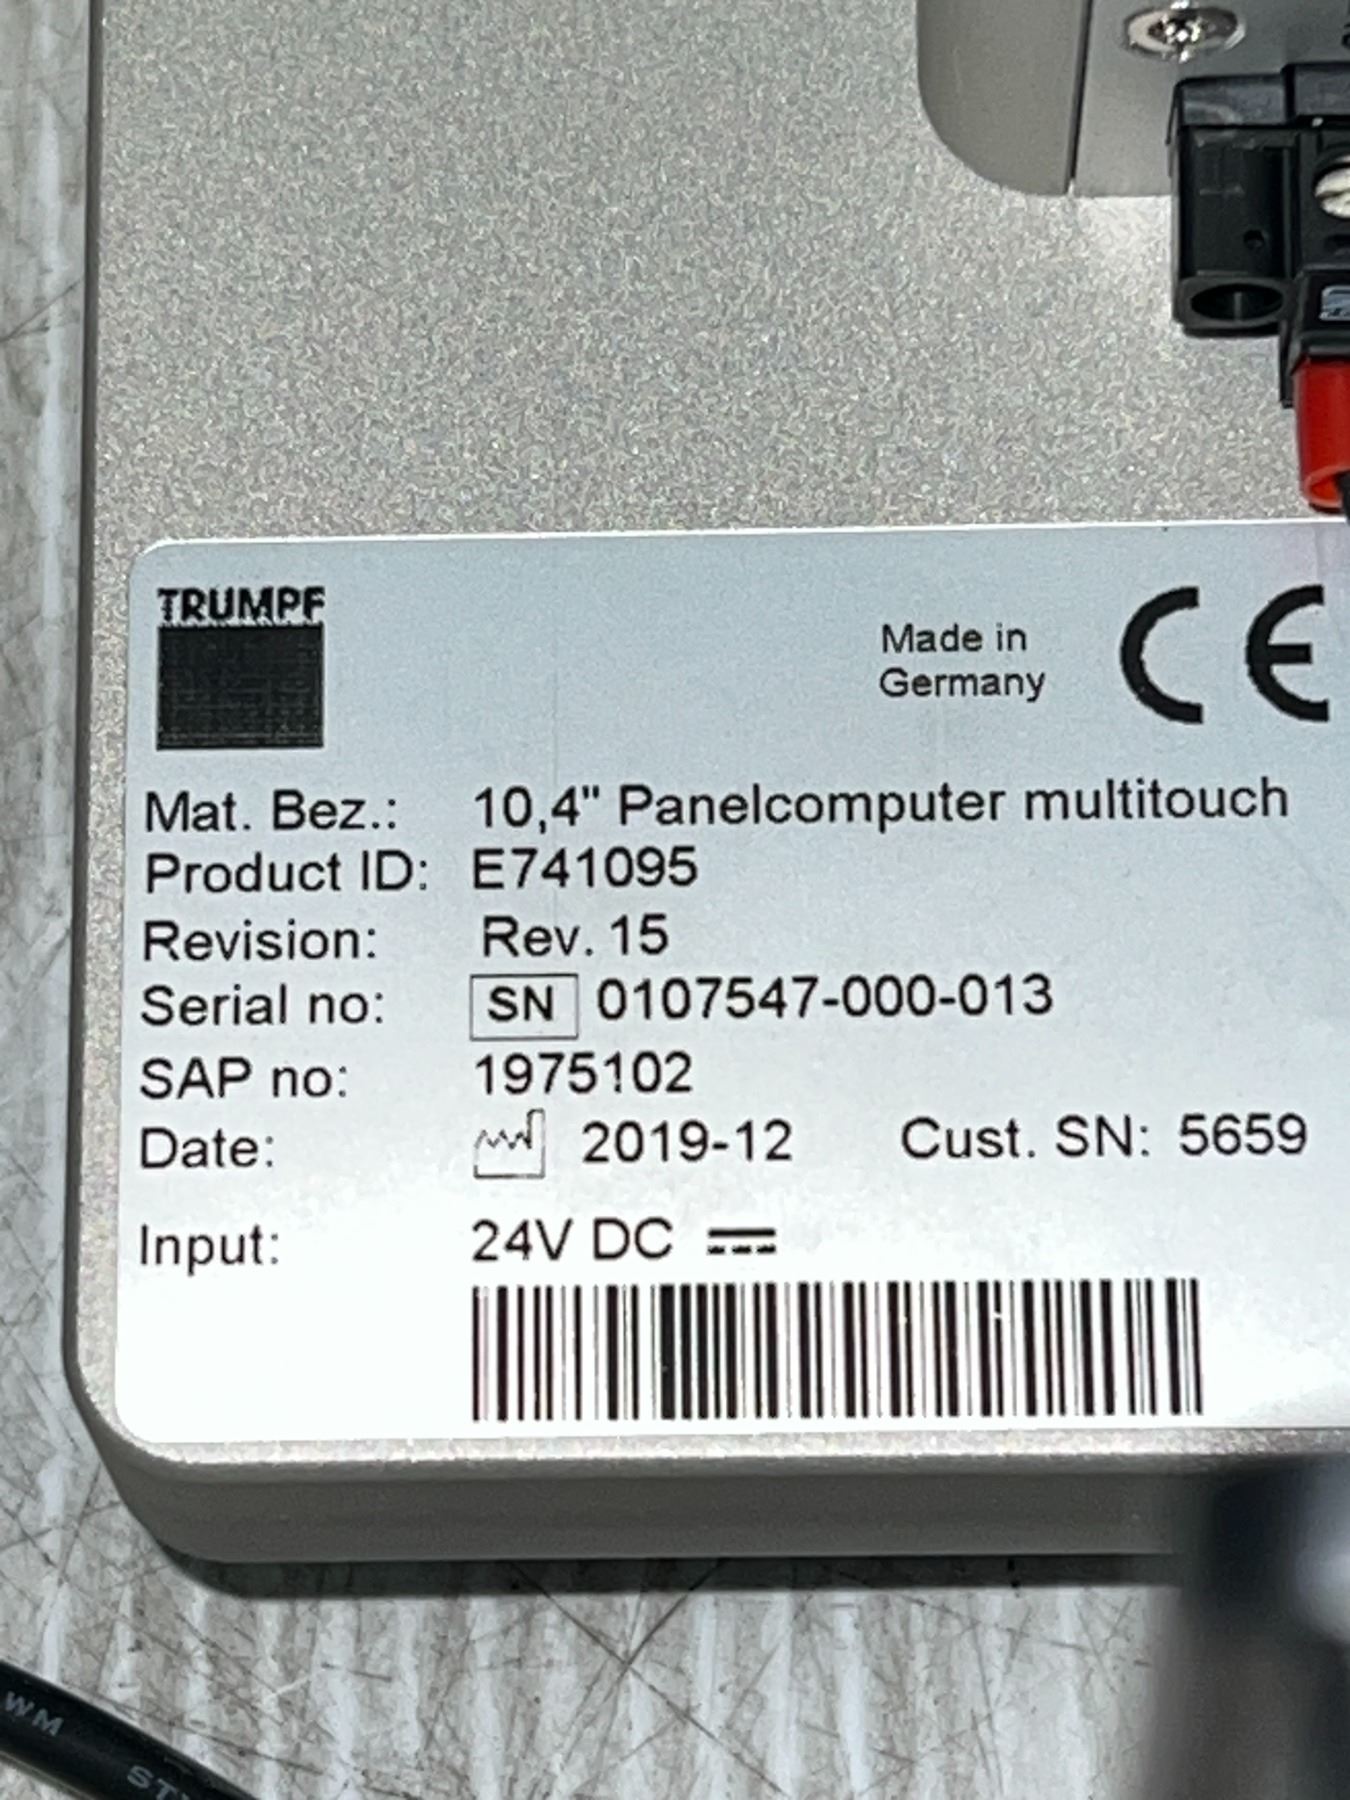 TRUMPF
Made in
Germany
CE
Mat. Bez.: 10,4" Panelcomputer multitouch
Product ID: E741095
Revision: Rev. 15
Serial no: SN 0107547-000-013
SAP no: 1975102
Date: 2019-12 Cust. SN: 5659
Input: 24V DC
WM